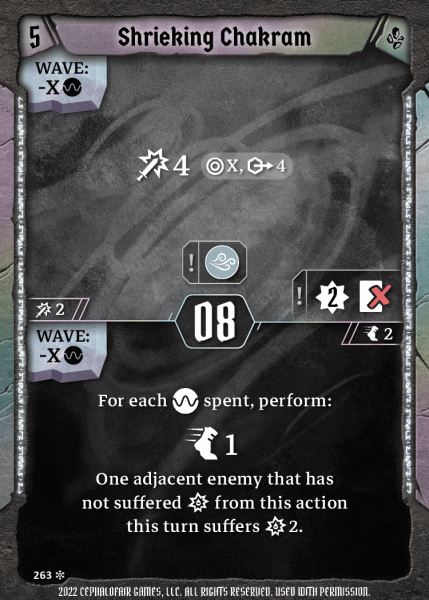 5 Shrieking Chakram
WAVE:
-X
4 X, 4
! ! 2
2 08 2
WAVE:
-X
For each spent, perform:
1
One adjacent enemy that has
not suffered from this action
this turn suffers 2.
263
2022 CEPHALOFAIR GAMES, LLC. ALL RIGHTS RESERVED. USED WITH PERMISSION.